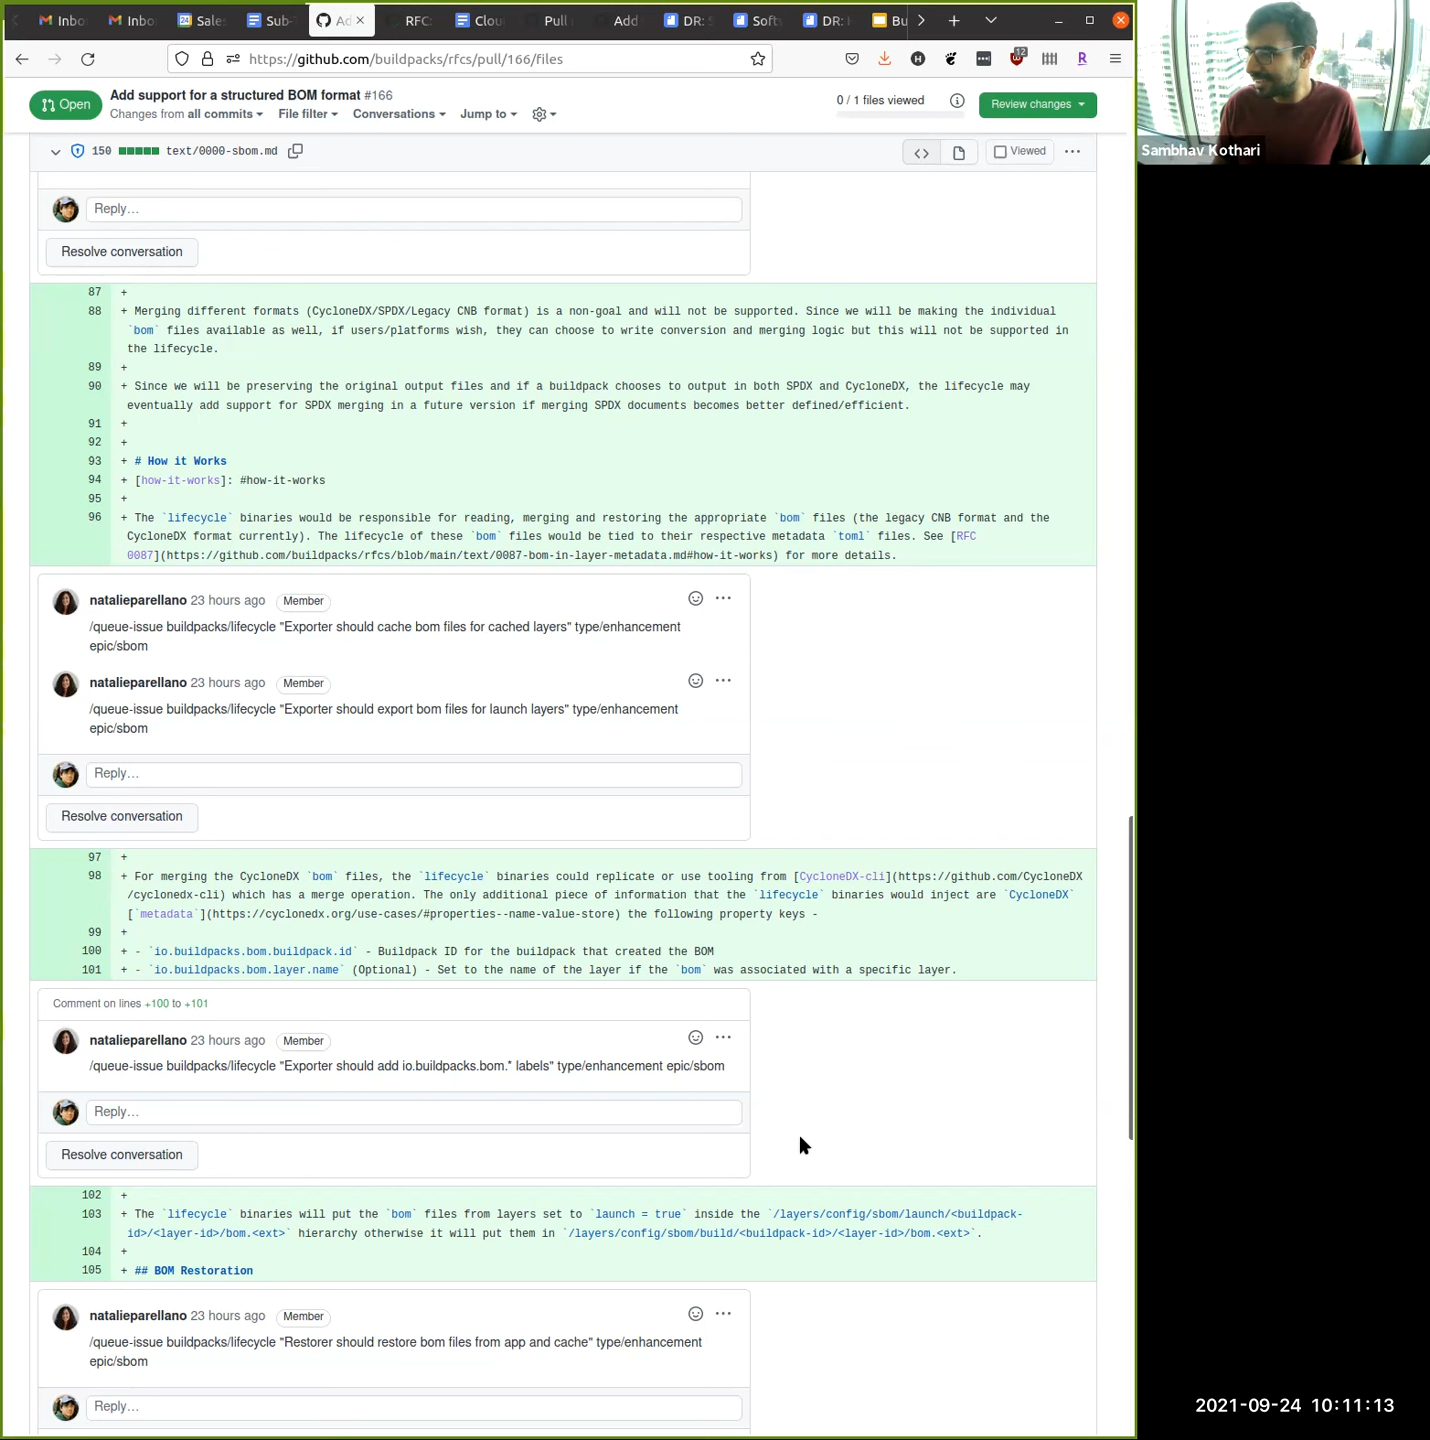 Inbo
Inbo
24
Sale
Sub-
Ad
RFC
Clou
Pull
Add
DR:
Soft
DR:
Bu
https://github.com/buildpacks/rfcs/pull/166/files
H
12
R
Open
Add support for a structured BOM format #166
Changes from all commits
File filter
Conversations
Jump to
0 / 1 files viewed
Review changes
150
text/0000-sbom.md
Viewed
Reply…
Resolve conversation
87 +
88 + Merging different formats (CycloneDX/SPDX/Legacy CNB format) is a non-goal and will not be supported. Since we will be making the individual
`bom` files available as well, if users/platforms wish, they can choose to write conversion and merging logic but this will not be supported in
the lifecycle.
89 +
90 + Since we will be preserving the original output files and if a buildpack chooses to output in both SPDX and CycloneDX, the lifecycle may
eventually add support for SPDX merging in a future version if merging SPDX documents becomes better defined/efficient.
91 +
92 +
93 + # How it Works
94 + [how-it-works]: #how-it-works
95 +
96 + The `lifecycle` binaries would be responsible for reading, merging and restoring the appropriate `bom` files (the legacy CNB format and the
CycloneDX format currently). The lifecycle of these `bom` files would be tied to their respective metadata `toml` files. See [RFC
0087](https://github.com/buildpacks/rfcs/blob/main/text/0087-bom-in-layer-metadata.md#how-it-works) for more details.
natalieparellano 23 hours ago Member
/queue-issue buildpacks/lifecycle "Exporter should cache bom files for cached layers" type/enhancement
epic/sbom
natalieparellano 23 hours ago Member
/queue-issue buildpacks/lifecycle "Exporter should export bom files for launch layers" type/enhancement
epic/sbom
Reply…
Resolve conversation
97 +
98 + For merging the CycloneDX `bom` files, the `lifecycle` binaries could replicate or use tooling from [CycloneDX-cli](https://github.com/CycloneDX
/cyclonedx-cli) which has a merge operation. The only additional piece of information that the `lifecycle` binaries would inject are `CycloneDX`
[`metadata`](https://cyclonedx.org/use-cases/#properties--name-value-store) the following property keys -
99 +
100 + - `io.buildpacks.bom.buildpack.id` - Buildpack ID for the buildpack that created the BOM
101 + - `io.buildpacks.bom.layer.name` (Optional) - Set to the name of the layer if the `bom` was associated with a specific layer.
Comment on lines +100 to +101
natalieparellano 23 hours ago Member
/queue-issue buildpacks/lifecycle "Exporter should add io.buildpacks.bom.* labels" type/enhancement epic/sbom
Reply…
Resolve conversation
102 +
103 + The `lifecycle` binaries will put the `bom` files from layers set to `launch = true` inside the `/layers/config/sbom/launch/<buildpack-
id>/<layer-id>/bom.<ext>` hierarchy otherwise it will put them in `/layers/config/sbom/build/<buildpack-id>/<layer-id>/bom.<ext>`.
104 +
105 + ## BOM Restoration
natalieparellano 23 hours ago Member
/queue-issue buildpacks/lifecycle "Restorer should restore bom files from app and cache" type/enhancement
epic/sbom
Reply…
Sambhav Kothari
2021-09-24 10:11:13